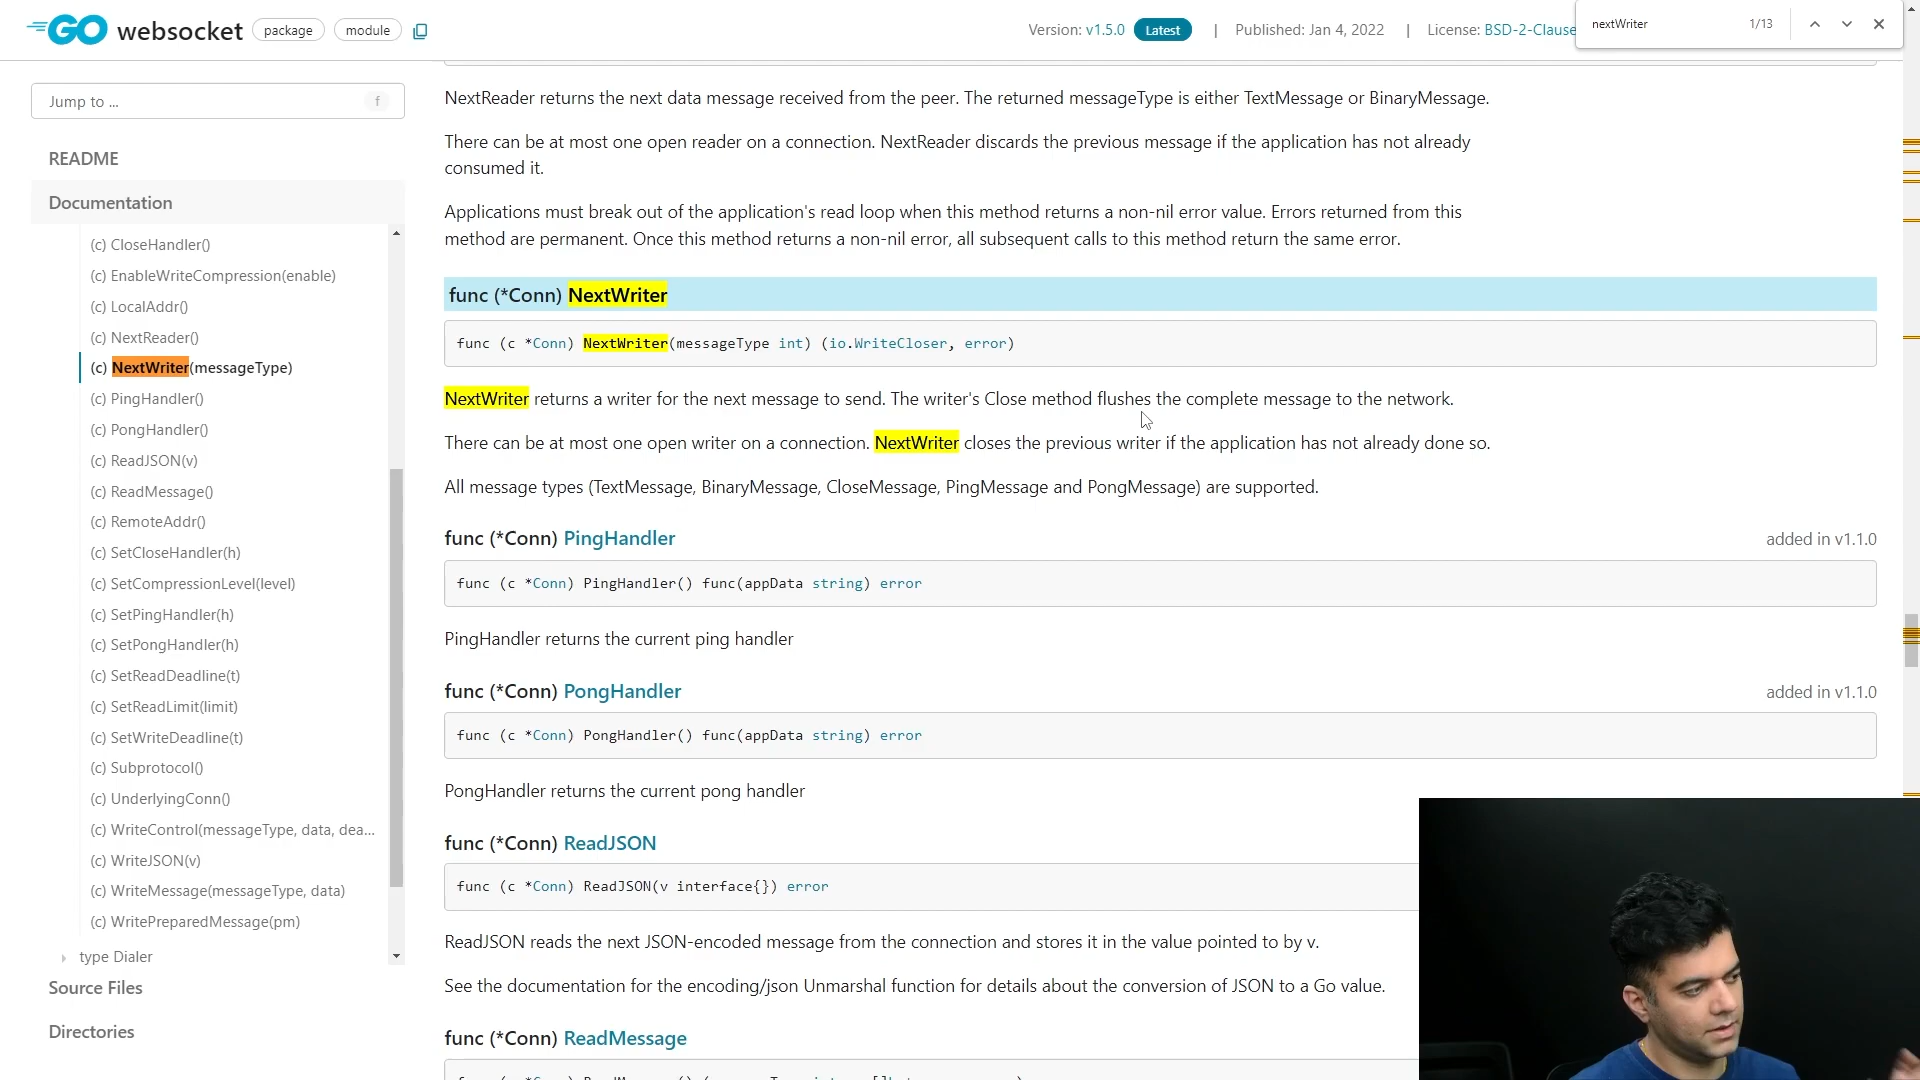 GO websocket package module
Version: v1.5.0 Latest | Published: Jan 4, 2022 | License: BSD-2-Clause
nextWriter 1/13
Jump to ... f
README
Documentation
(c) CloseHandler()
(c) EnableWriteCompression(enable)
(c) LocalAddr()
(c) NextReader()
(c) NextWriter(messageType)
(c) PingHandler()
(c) PongHandler()
(c) ReadJSON(v)
(c) ReadMessage()
(c) RemoteAddr()
(c) SetCloseHandler(h)
(c) SetCompressionLevel(level)
(c) SetPingHandler(h)
(c) SetPongHandler(h)
(c) SetReadDeadline(t)
(c) SetReadLimit(limit)
(c) SetWriteDeadline(t)
(c) Subprotocol()
(c) UnderlyingConn()
(c) WriteControl(messageType, data, dea...
(c) WriteJSON(v)
(c) WriteMessage(messageType, data)
(c) WritePreparedMessage(pm)
type Dialer
Source Files
Directories
NextReader returns the next data message received from the peer. The returned messageType is either TextMessage or BinaryMessage.
There can be at most one open reader on a connection. NextReader discards the previous message if the application has not already
consumed it.
Applications must break out of the application's read loop when this method returns a non-nil error value. Errors returned from this
method are permanent. Once this method returns a non-nil error, all subsequent calls to this method return the same error.
func (*Conn) NextWriter
func (c *Conn) NextWriter(messageType int) (io.WriteCloser, error)
NextWriter returns a writer for the next message to send. The writer's Close method flushes the complete message to the network.
There can be at most one open writer on a connection. NextWriter closes the previous writer if the application has not already done so.
All message types (TextMessage, BinaryMessage, CloseMessage, PingMessage and PongMessage) are supported.
func (*Conn) PingHandler added in v1.1.0
func (c *Conn) PingHandler() func(appData string) error
PingHandler returns the current ping handler
func (*Conn) PongHandler added in v1.1.0
func (c *Conn) PongHandler() func(appData string) error
PongHandler returns the current pong handler
func (*Conn) ReadJSON
func (c *Conn) ReadJSON(v interface{}) error
ReadJSON reads the next JSON-encoded message from the connection and stores it in the value pointed to by v.
See the documentation for the encoding/json Unmarshal function for details about the conversion of JSON to a Go value.
func (*Conn) ReadMessage